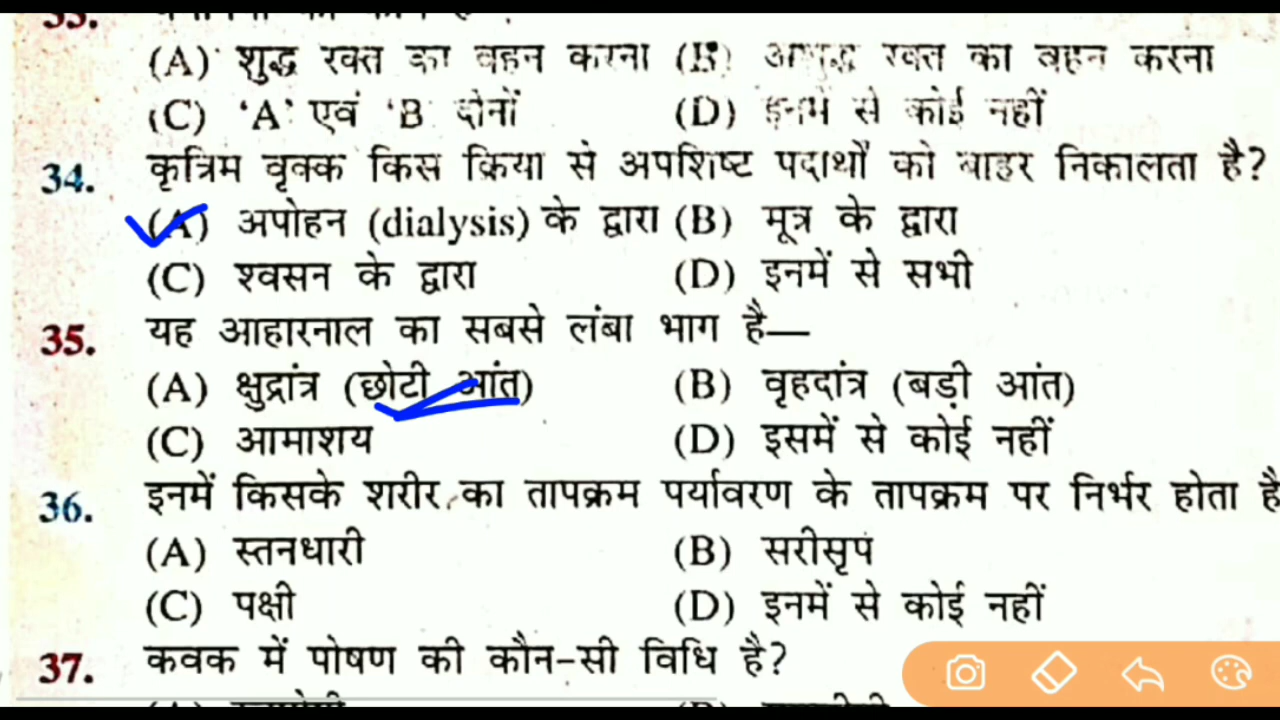 33.
(A) शुद्ध रक्त का वहन करना (B) अशुद्ध रक्त का वहन करना
(C) 'A' एवं 'B' दोनों (D) इनमें से कोई नहीं
34. कृत्रिम वृक्क किस क्रिया से अपशिष्ट पदार्थों को बाहर निकालता है?
(A) अपोहन (dialysis) के द्वारा (B) मूत्र के द्वारा
(C) श्वसन के द्वारा (D) इनमें से सभी
35. यह आहारनाल का सबसे लंबा भाग है—
(A) क्षुद्रांत्र (छोटी आंत) (B) वृहदांत्र (बड़ी आंत)
(C) आमाशय (D) इसमें से कोई नहीं
36. इनमें किसके शरीर का तापक्रम पर्यावरण के तापक्रम पर निर्भर होता है
(A) स्तनधारी (B) सरीसृप
(C) पक्षी (D) इनमें से कोई नहीं
37. कवक में पोषण की कौन-सी विधि है?